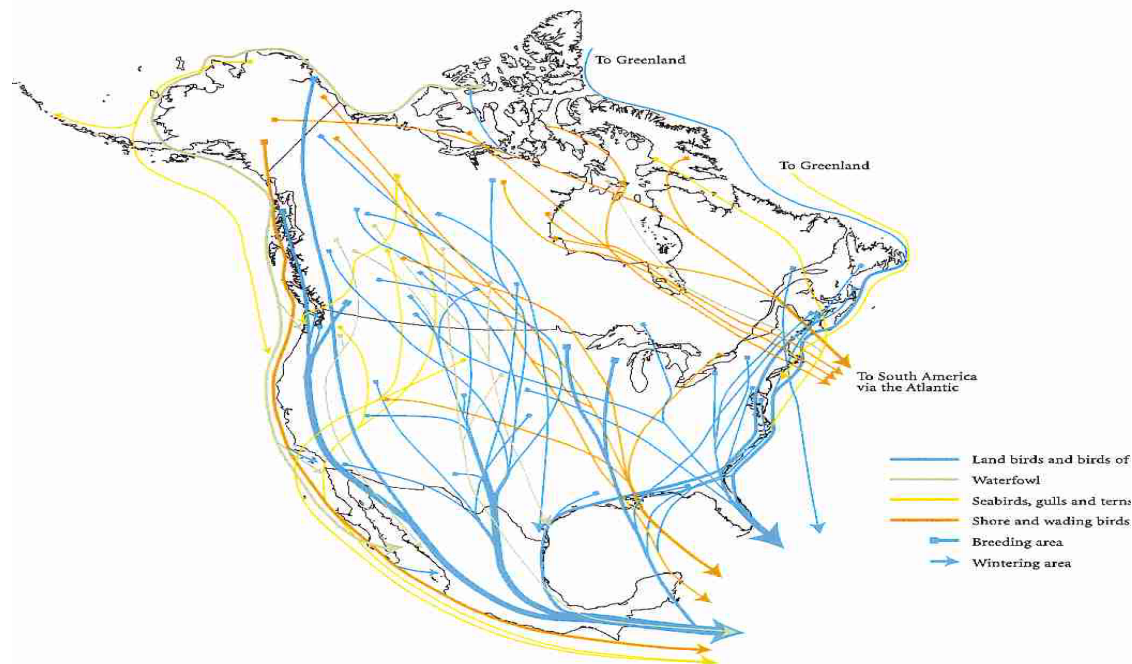 To Greenland
To Greenland
To South America
via the Atlantic
Land birds and birds of
Waterfowl
Seabirds, gulls and terns
Shore and wading birds
Breeding area
Wintering area